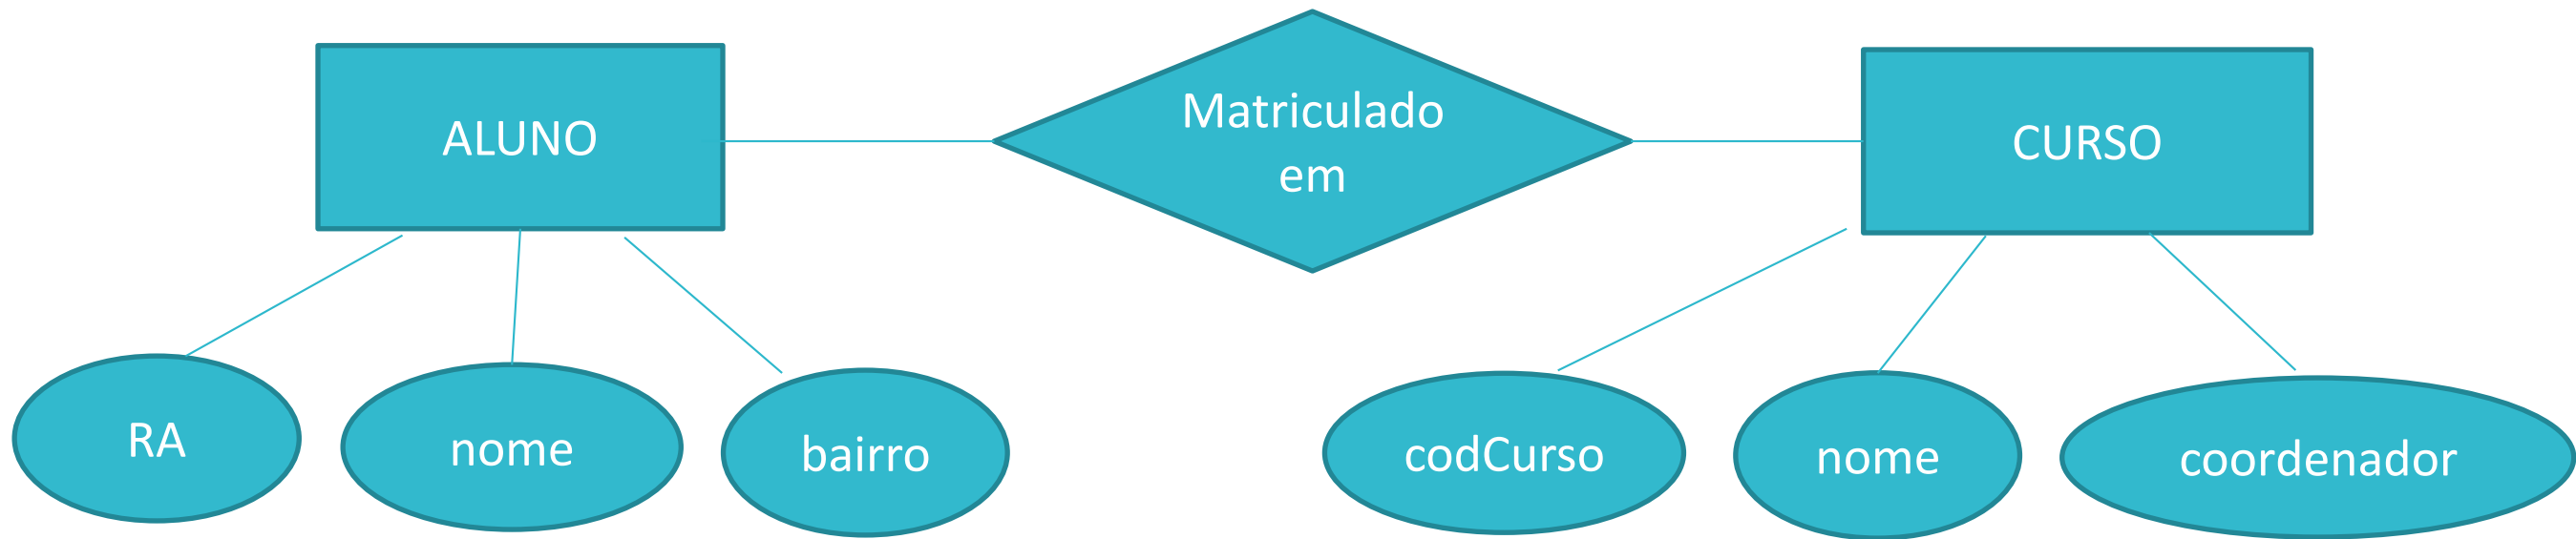 ALUNO
Matriculado
em
CURSO
RA
nome
bairro
codCurso
nome
coordenador